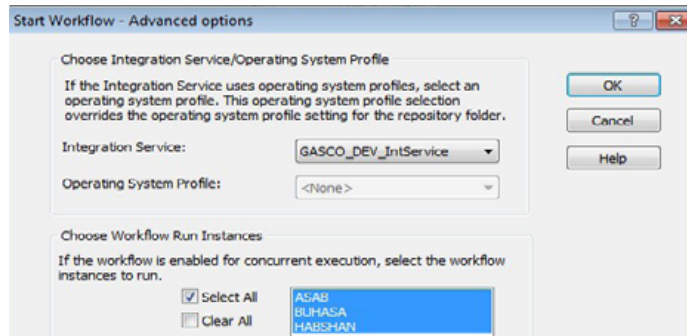 Start Workflow - Advanced options
Choose Integration Service/Operating System Profile
If the Integration Service uses operating system profiles, select an
operating system profile. This operating system profile selection
overrides the operating system profile setting for the repository folder.
OK
Cancel
Help
Integration Service:
GASCO_DEV_IntService
Operating System Profile:
<None>
Choose Workflow Run Instances
If the workflow is enabled for concurrent execution, select the workflow
instances to run.
Select All
Clear All
ASAB
BUHASA
HABSHAN